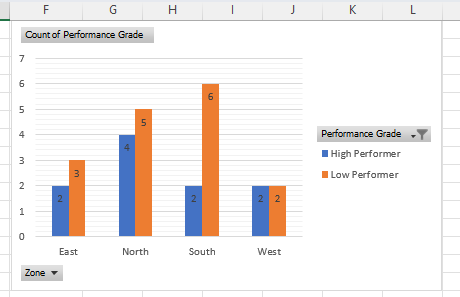 F G H I J K L
Count of Performance Grade
7
6
5
4
3
2
1
0
2 3 4 5 2 6 2 2
East North South West
Performance Grade
High Performer
Low Performer
Zone